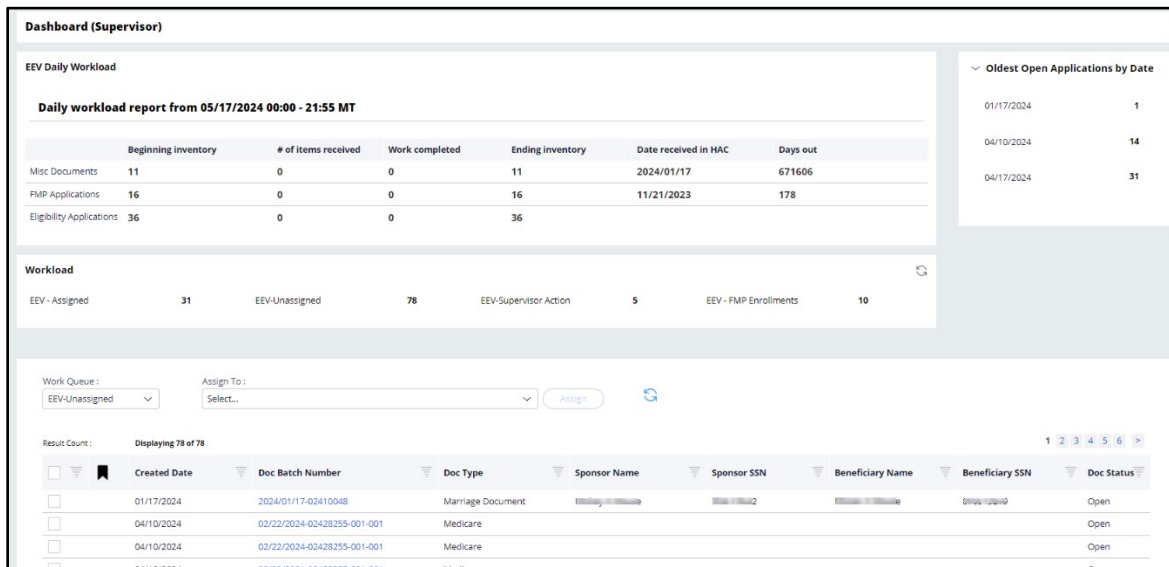 Dashboard (Supervisor)
EEV Daily Workload
Daily workload report from 05/17/2024 00:00 - 21:55 MT
Beginning inventory # of items received Work completed Ending inventory Date received in HAC Days out
Misc Documents 11 0 0 11 2024/01/17 671606
FMP Applications 16 0 0 16 11/21/2023 178
Eligibility Applications 36 0 0 36
Oldest Open Applications by Date
01/17/2024 1
04/10/2024 14
04/17/2024 31
Workload
EEV - Assigned 31 EEV-Unassigned 78 EEV-Supervisor Action 5 EEV - FMP Enrollments 10
Work Queue : Assign To :
EEV-Unassigned Select... Assign
Result Count : Displaying 78 of 78 1 2 3 4 5 6 >
Created Date Doc Batch Number Doc Type Sponsor Name Sponsor SSN Beneficiary Name Beneficiary SSN Doc Status
01/17/2024 2024/01/17-02410048 Marriage Document Open
04/10/2024 02/22/2024-02428255-001-001 Medicare Open
04/10/2024 02/22/2024-02428255-001-001 Medicare Open